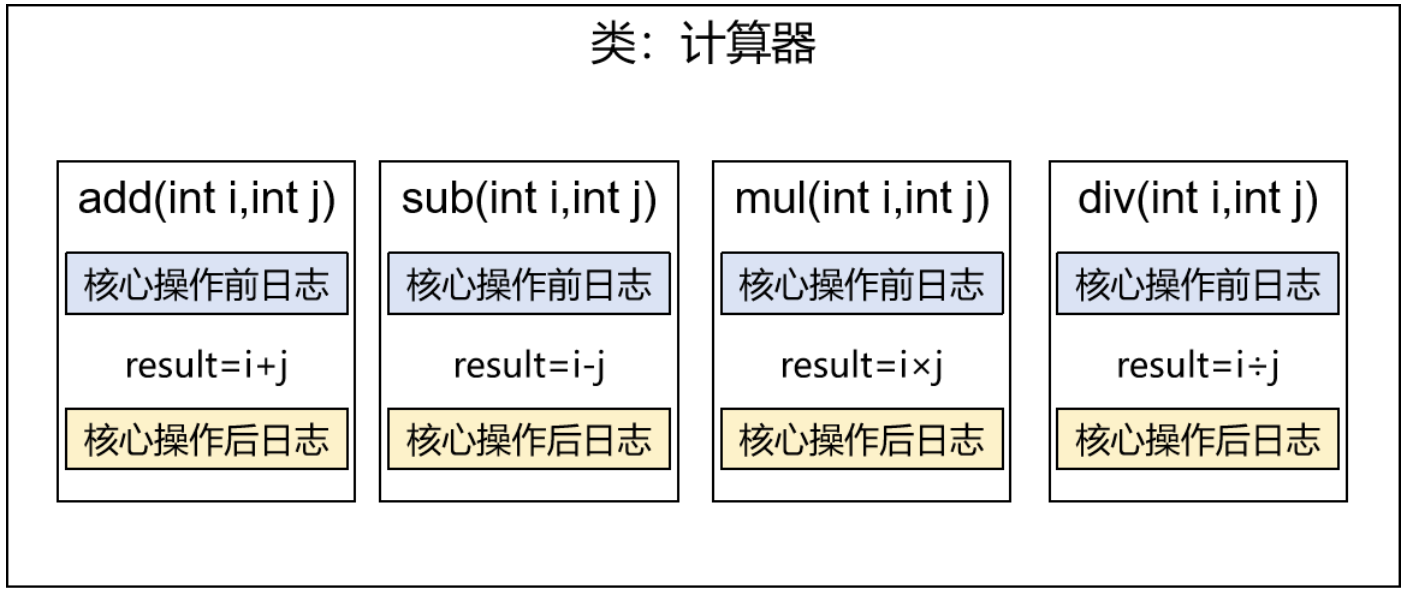 类：计算器
add(int i,int j)
核心操作前日志
result=i+j
核心操作后日志
sub(int i,int j)
核心操作前日志
result=i-j
核心操作后日志
mul(int i,int j)
核心操作前日志
result=i×j
核心操作后日志
div(int i,int j)
核心操作前日志
result=i÷j
核心操作后日志